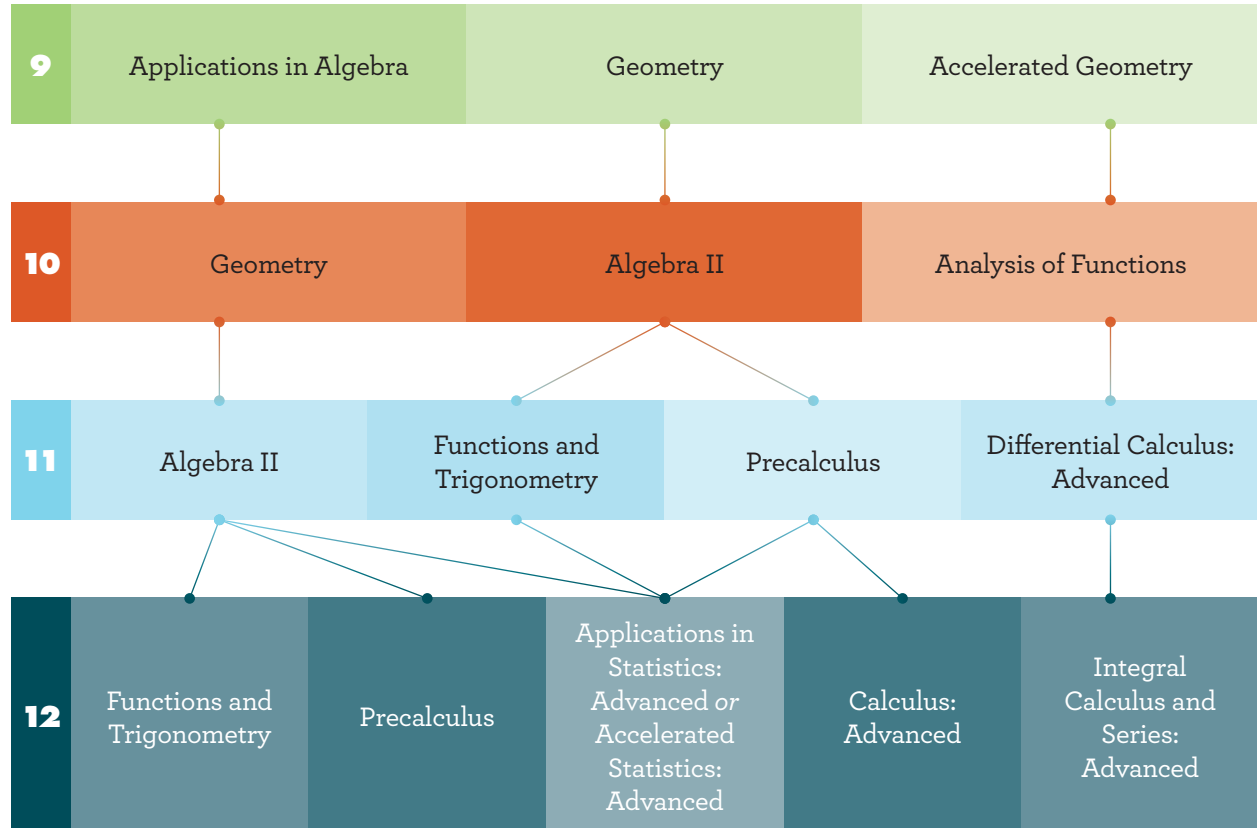 9
Applications in Algebra
Geometry
Accelerated Geometry
10
Geometry
Algebra II
Analysis of Functions
11
Algebra II
Functions and
Trigonometry
Precalculus
Differential Calculus:
Advanced
12
Functions and
Trigonometry
Precalculus
Applications in
Statistics:
Advanced or
Accelerated
Statistics:
Advanced
Calculus:
Advanced
Integral
Calculus and
Series:
Advanced